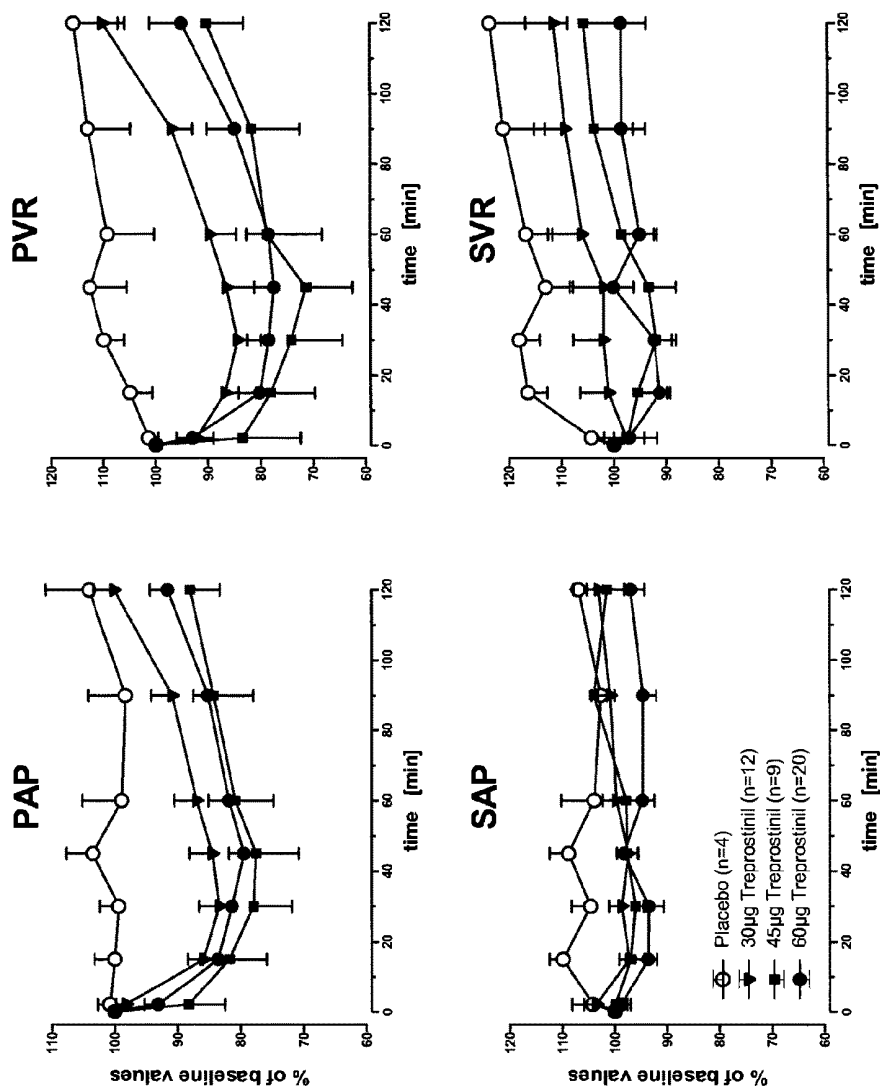 PAP
120
110
100
90
80
70
60
% of baseline values
0 20 40 60 80 100 120
time [min]
PVR
120
110
100
90
80
70
60
0 20 40 60 80 100 120
time [min]
SAP
120
110
100
90
80
70
60
% of baseline values
Placebo (n=4)
30µg Treprostinil (n=12)
45µg Treprostinil (n=9)
60µg Treprostinil (n=20)
0 20 40 60 80 100 120
time [min]
SVR
120
110
100
90
80
70
60
0 20 40 60 80 100 120
time [min]